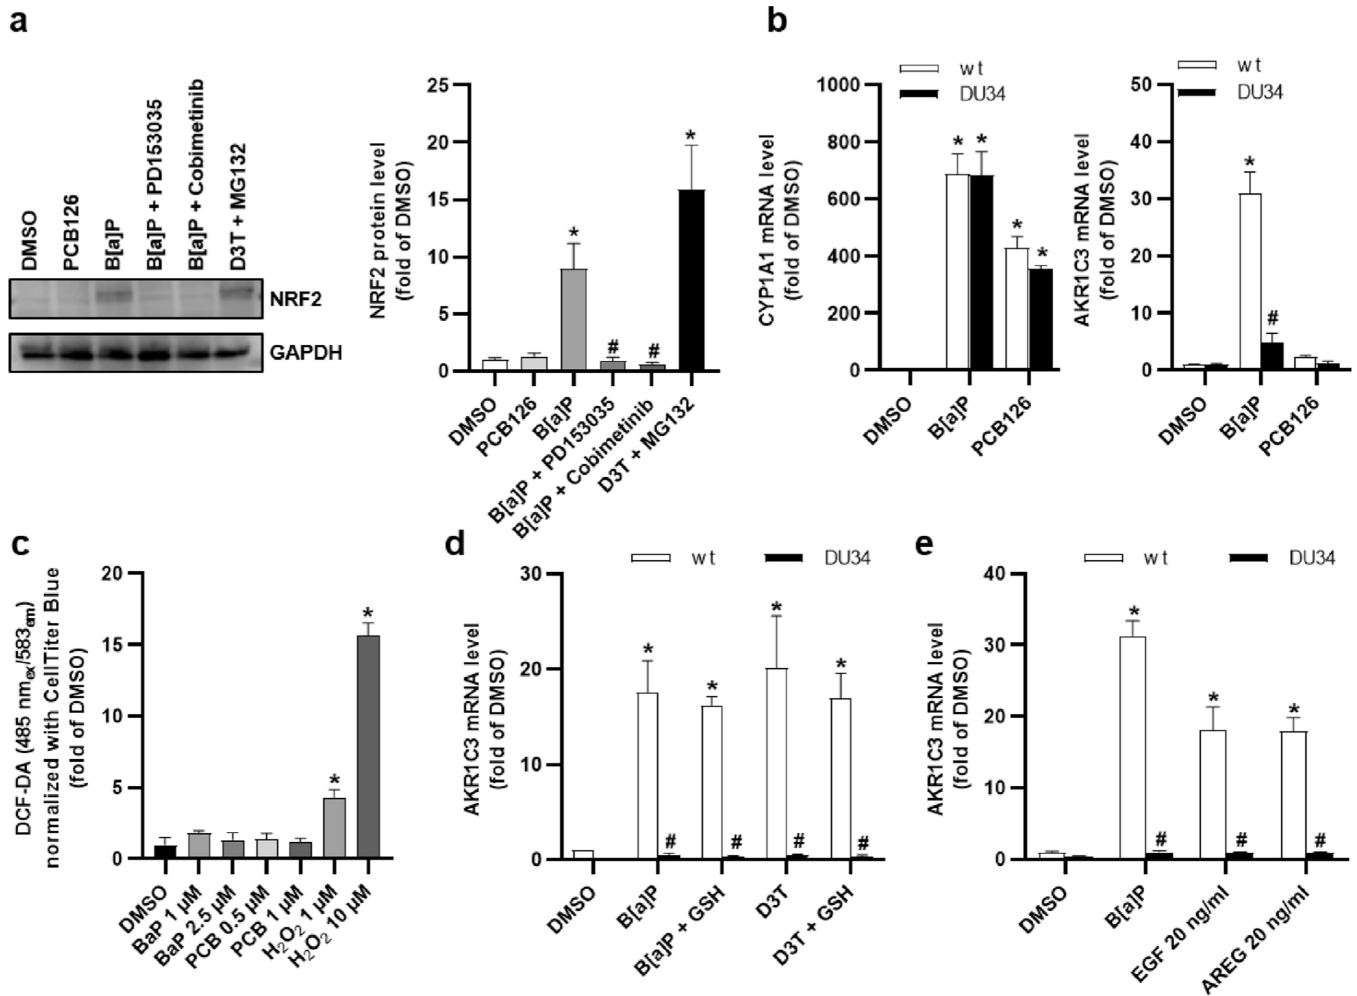 a
DMSO
PCB126
B[a]P
B[a]P + PD153035
B[a]P + Cobimetinib
D3T + MG132
NRF2
GAPDH
NRF2 protein level
(fold of DMSO)
25
20
15
10
5
0
*
#
#
*
DMSO
PCB126
B[a]P
B[a]P + PD153035
B[a]P + Cobimetinib
D3T + MG132
b
wt
DU34
CYP1A1 mRNA level
(fold of DMSO)
1000
800
600
400
200
0
* *
*
*
DMSO
B[a]P
PCB126
wt
DU34
AKR1C3 mRNA level
(fold of DMSO)
50
40
30
20
10
0
*
#
DMSO
B[a]P
PCB126
c
DCF-DA (485 nmex/583em)
normalized with CellTiter Blue
(fold of DMSO)
20
15
10
5
0
*
*
DMSO
BaP 1 µM
BaP 2.5 µM
PCB 0.5 µM
PCB 1 µM
H2O2 1 µM
H2O2 10 µM
d
wt
DU34
AKR1C3 mRNA level
(fold of DMSO)
30
20
10
0
*
#
*
#
*
#
*
#
DMSO
B[a]P
B[a]P + GSH
D3T
D3T + GSH
e
wt
DU34
AKR1C3 mRNA level
(fold of DMSO)
40
30
20
10
0
*
#
*
#
*
#
DMSO
B[a]P
EGF 20 ng/ml
AREG 20 ng/ml